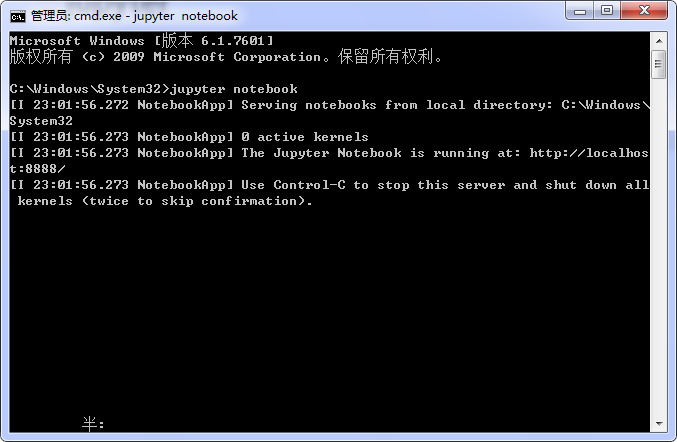 管理员: cmd.exe - jupyter  notebook
Microsoft Windows [版本 6.1.7601]
版权所有 (c) 2009 Microsoft Corporation。保留所有权利。
C:\Windows\System32>jupyter notebook
[I 23:01:56.272 NotebookApp] Serving notebooks from local directory: C:\Windows\
System32
[I 23:01:56.273 NotebookApp] 0 active kernels
[I 23:01:56.273 NotebookApp] The Jupyter Notebook is running at: http://localhos
t:8888/
[I 23:01:56.273 NotebookApp] Use Control-C to stop this server and shut down all
 kernels (twice to skip confirmation).
半: